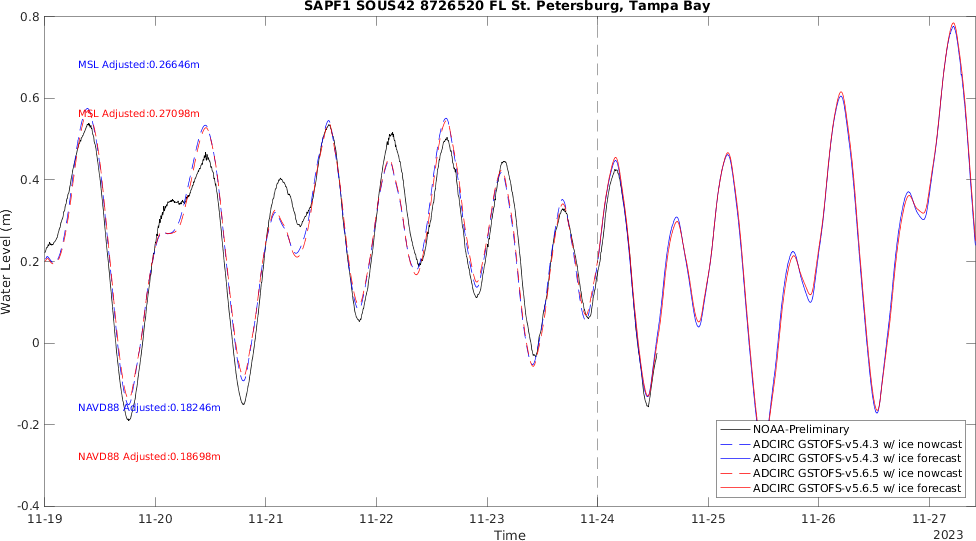 SAPF1 SOUS42 8726520 FL St. Petersburg, Tampa Bay
0.8
MSL Adjusted:0.26646m
0.6
MSL Adjusted:0.27098m
0.4
Water Level (m)
0.2
0
-0.2
NAVD88 Adjusted:0.18246m
NAVD88 Adjusted:0.18698m
-0.4
NOAA-Preliminary
ADCIRC GSTOFS-v5.4.3 w/ ice nowcast
ADCIRC GSTOFS-v5.4.3 w/ ice forecast
ADCIRC GSTOFS-v5.6.5 w/ ice nowcast
ADCIRC GSTOFS-v5.6.5 w/ ice forecast
11-19 11-20 11-21 11-22 11-23 11-24 11-25 11-26 11-27
Time
2023